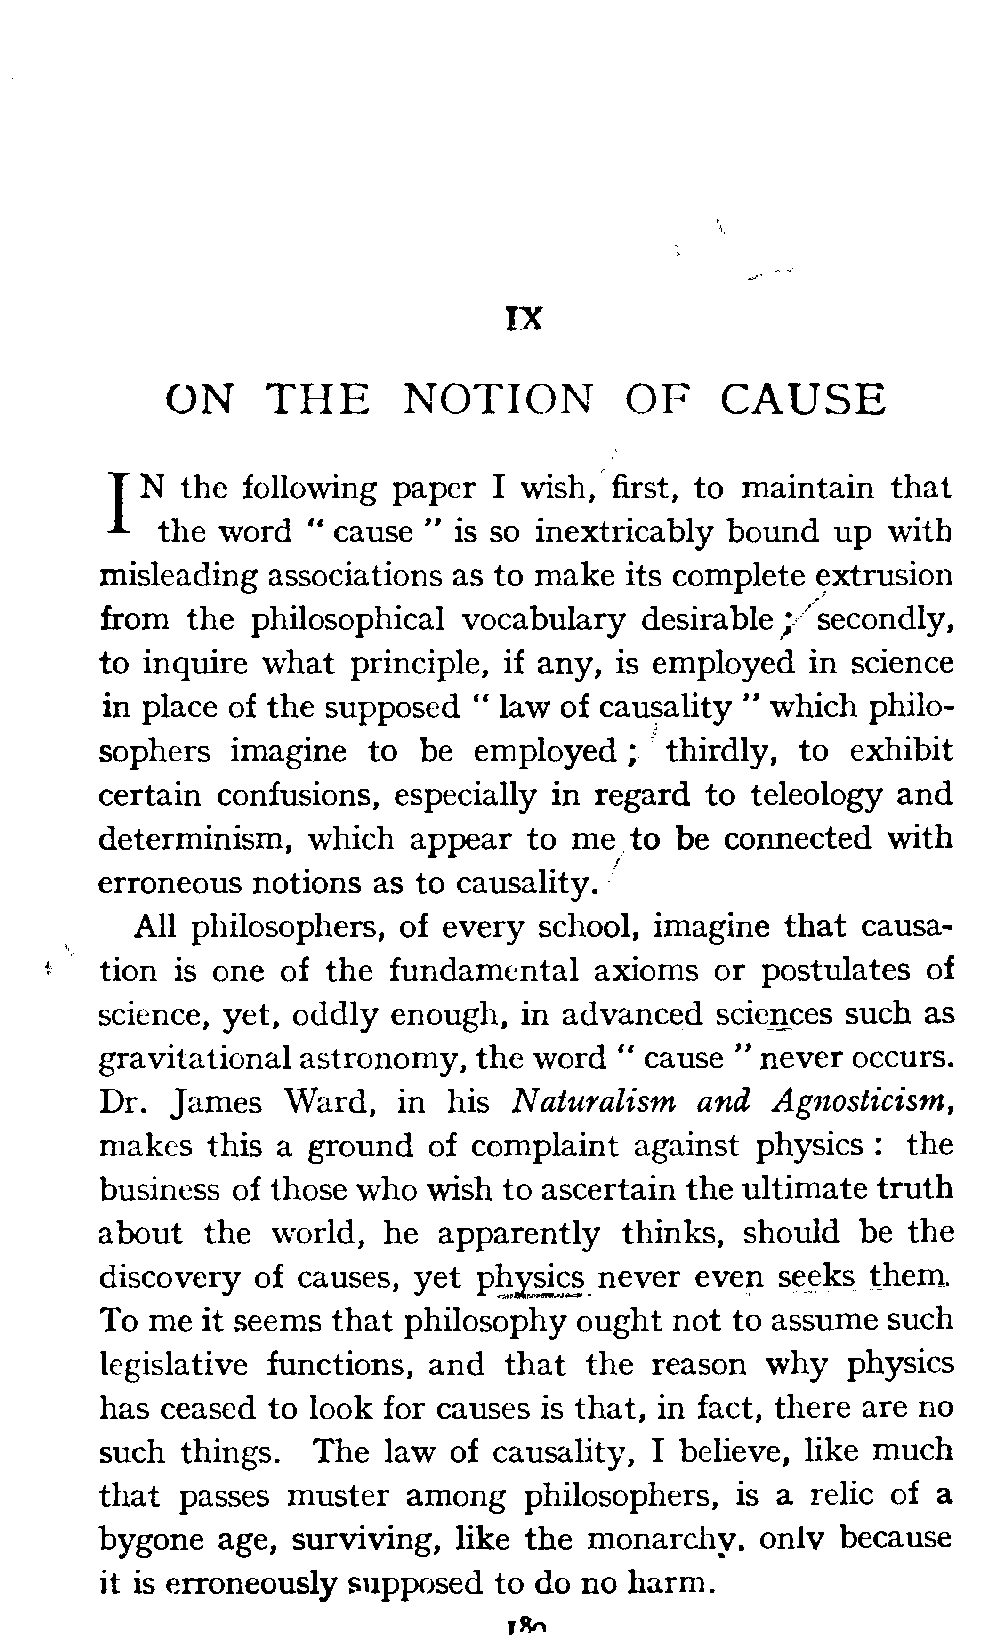 IX
ON THE NOTION OF CAUSE
IN the following paper I wish, first, to maintain that
the word “ cause ” is so inextricably bound up with
misleading associations as to make its complete extrusion
from the philosophical vocabulary desirable ; secondly,
to inquire what principle, if any, is employed in science
in place of the supposed “ law of causality ” which philo-
sophers imagine to be employed ; thirdly, to exhibit
certain confusions, especially in regard to teleology and
determinism, which appear to me to be connected with
erroneous notions as to causality.
All philosophers, of every school, imagine that causa-
tion is one of the fundamental axioms or postulates of
science, yet, oddly enough, in advanced sciences such as
gravitational astronomy, the word “ cause ” never occurs.
Dr. James Ward, in his Naturalism and Agnosticism,
makes this a ground of complaint against physics : the
business of those who wish to ascertain the ultimate truth
about the world, he apparently thinks, should be the
discovery of causes, yet physics never even seeks them.
To me it seems that philosophy ought not to assume such
legislative functions, and that the reason why physics
has ceased to look for causes is that, in fact, there are no
such things. The law of causality, I believe, like much
that passes muster among philosophers, is a relic of a
bygone age, surviving, like the monarchy, only because
it is erroneously supposed to do no harm.
180